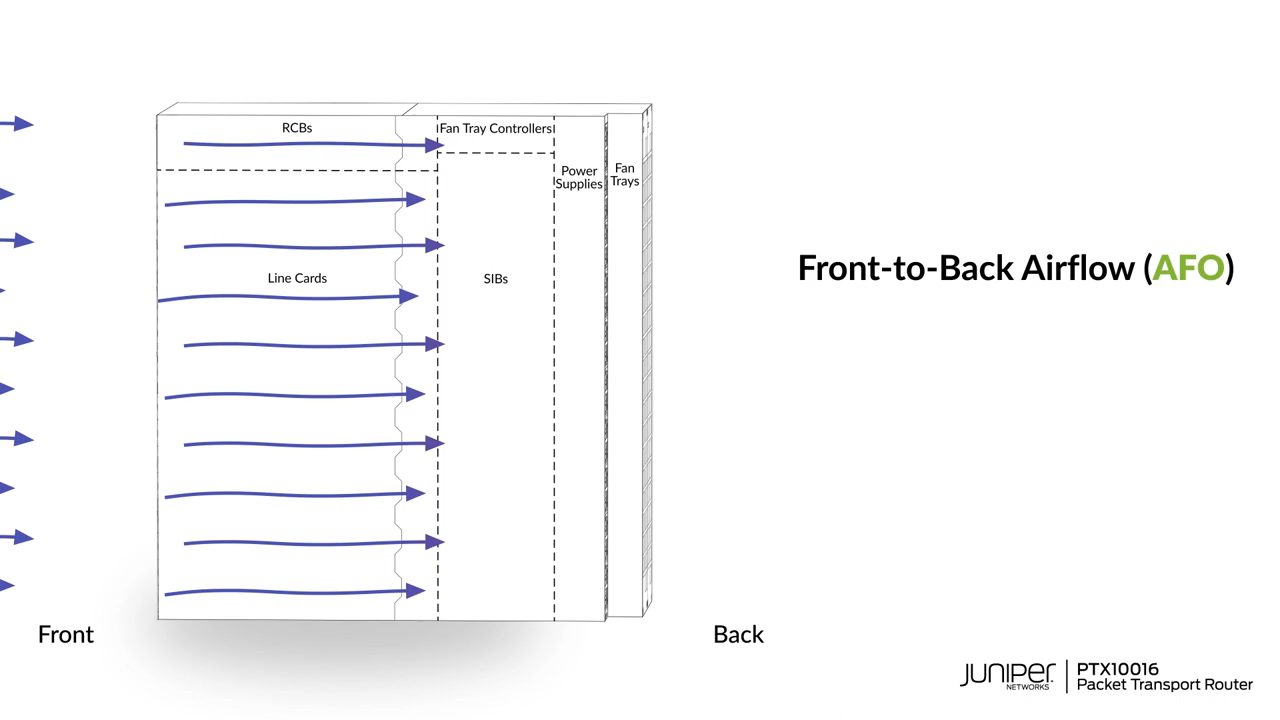 RCBs
Fan Tray Controllers
Power
Supplies
Fan
Trays
Line Cards
SIBs
Front-to-Back Airflow (AFO)
Front
Back
JUNIPER
NETWORKS
PTX10016
Packet Transport Router